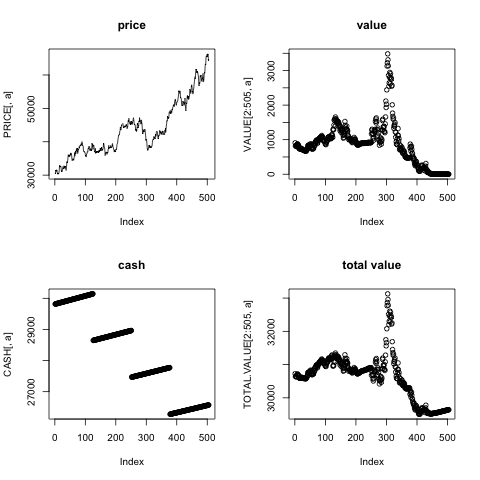 price
PRICE[, a]
30000 50000
0 100 200 300 400 500
Index
value
VALUE[2:505, a]
0 1000 2000 3000
0 100 200 300 400 500
Index
cash
CASH[, a]
27000 29000
0 100 200 300 400 500
Index
total value
TOTAL.VALUE[2:505, a]
30000 32000
0 100 200 300 400 500
Index